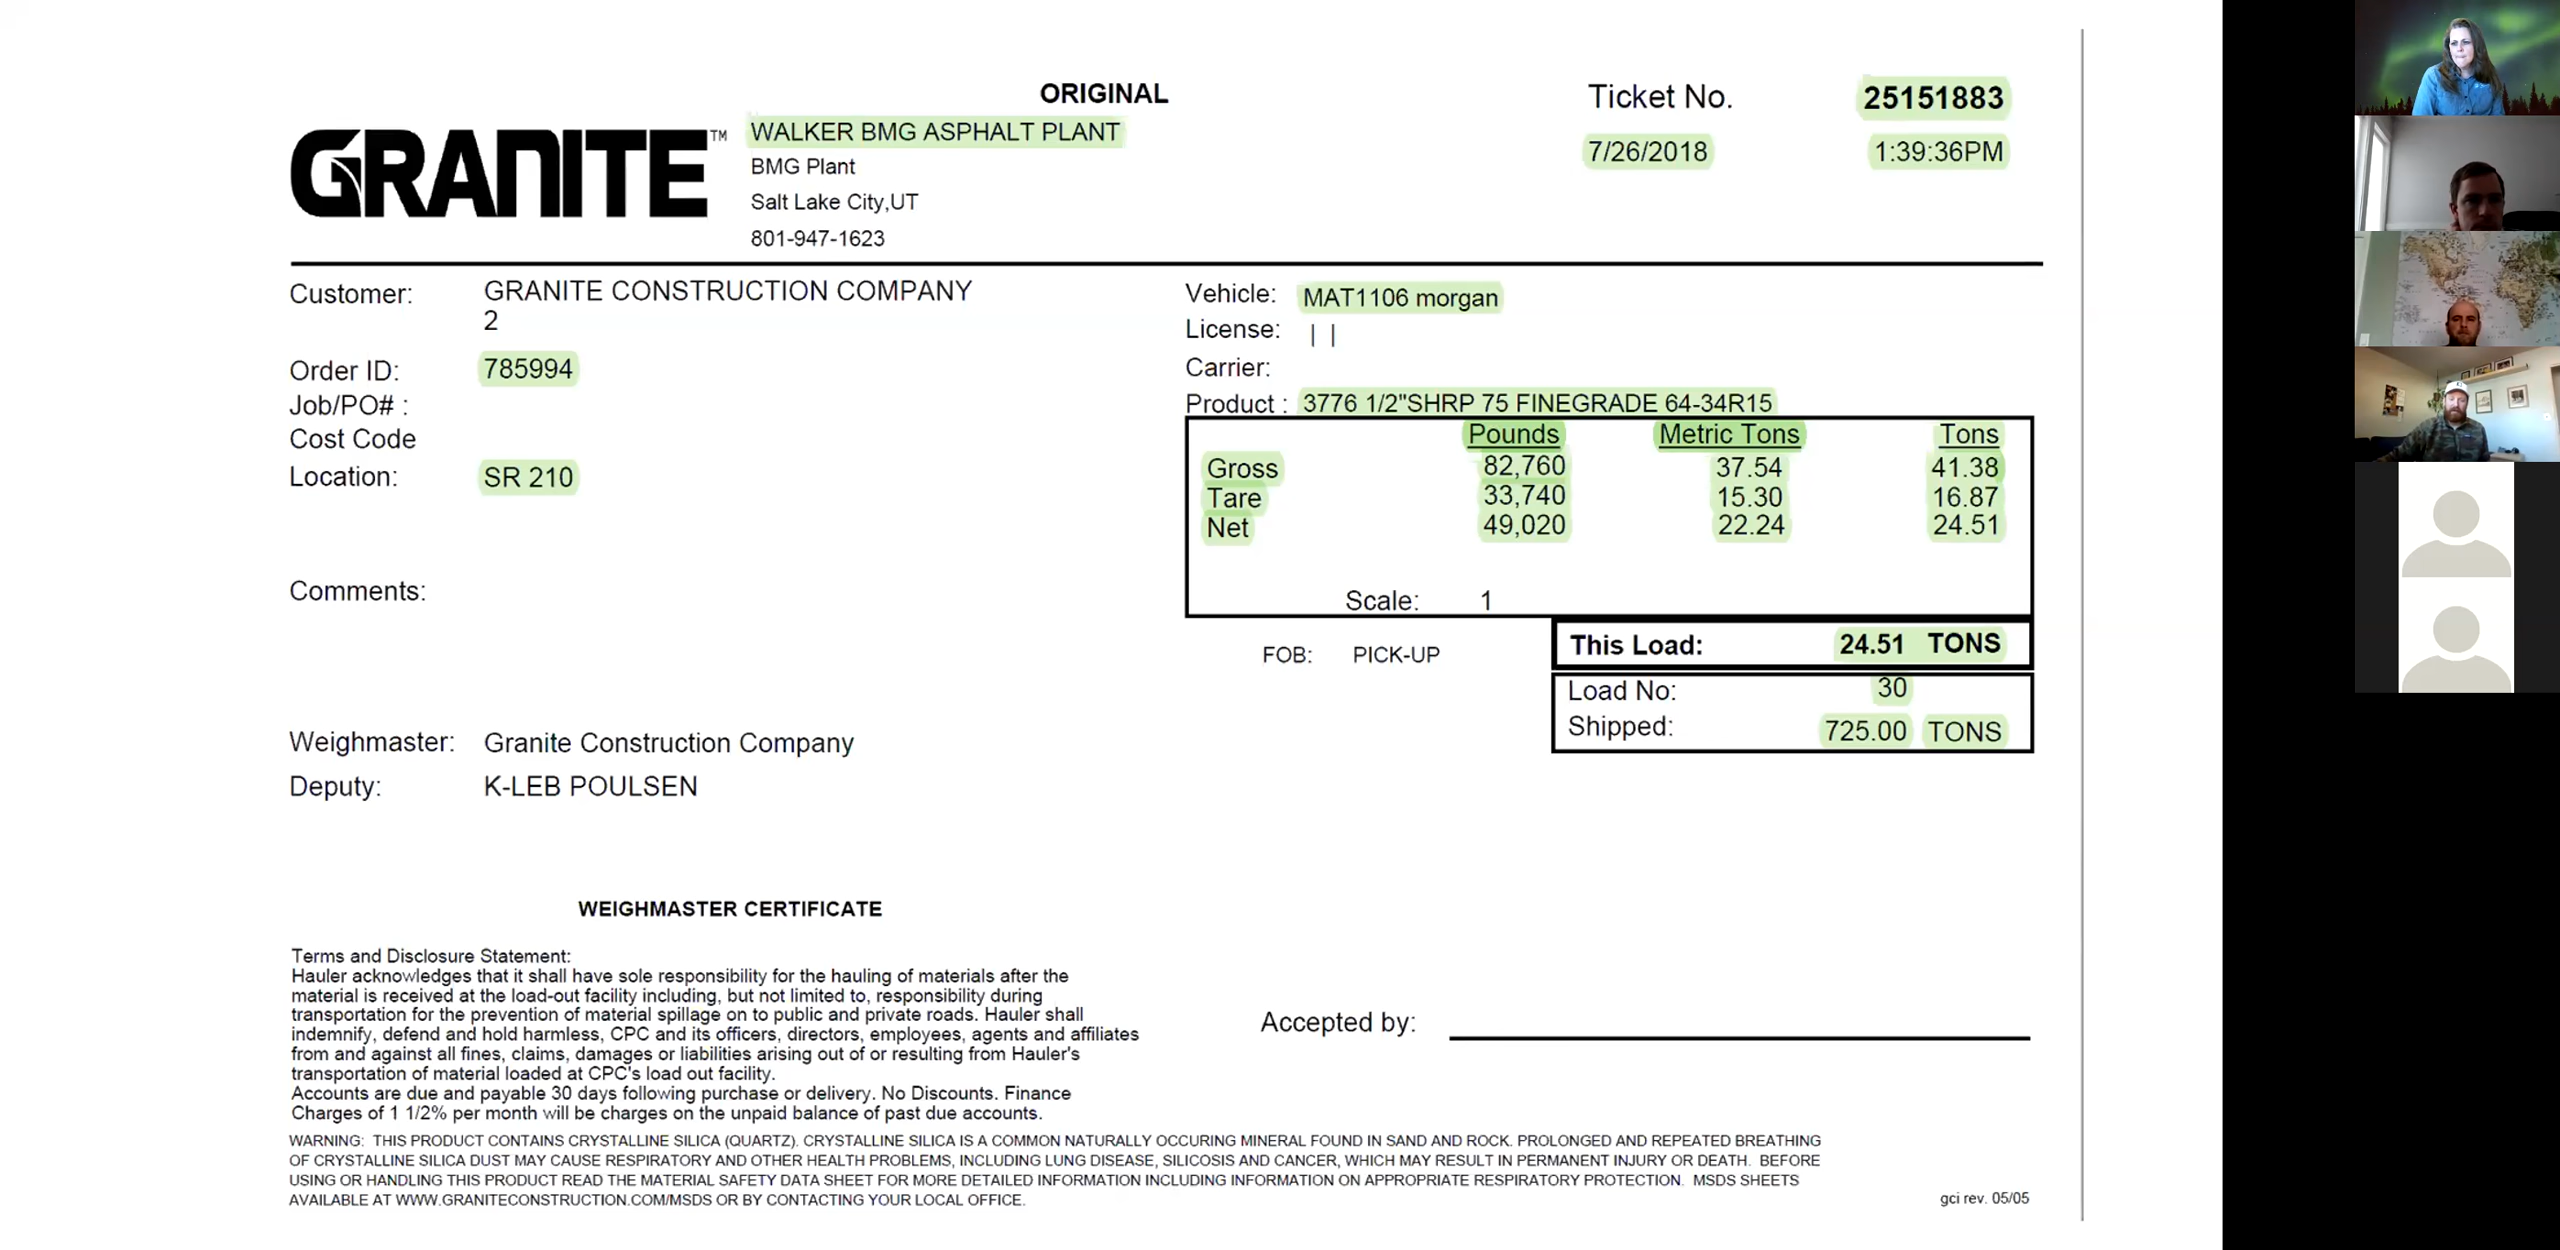 ORIGINAL
Ticket No. 25151883
GRANITE™
WALKER BMG ASPHALT PLANT
7/26/2018 1:39:36PM
BMG Plant
Salt Lake City,UT
801-947-1623
Customer: GRANITE CONSTRUCTION COMPANY
2
Order ID: 785994
Job/PO# :
Cost Code
Location: SR 210
Comments:
Vehicle: MAT1106 morgan
License: | |
Carrier:
Product : 3776 1/2"SHRP 75 FINEGRADE 64-34R15
Pounds Metric Tons Tons
Gross 82,760 37.54 41.38
Tare 33,740 15.30 16.87
Net 49,020 22.24 24.51
Scale: 1
FOB: PICK-UP
This Load: 24.51 TONS
Load No: 30
Shipped: 725.00 TONS
Weighmaster: Granite Construction Company
Deputy: K-LEB POULSEN
WEIGHMASTER CERTIFICATE
Terms and Disclosure Statement:
Hauler acknowledges that it shall have sole responsibility for the hauling of materials after the
material is received at the load-out facility including, but not limited to, responsibility during
transportation for the prevention of material spillage on to public and private roads. Hauler shall
indemnify, defend and hold harmless, CPC and its officers, directors, employees, agents and affiliates
from and against all fines, claims, damages or liabilities arising out of or resulting from Hauler's
transportation of material loaded at CPC's load out facility.
Accounts are due and payable 30 days following purchase or delivery. No Discounts. Finance
Charges of 1 1/2% per month will be charges on the unpaid balance of past due accounts.
Accepted by:
WARNING: THIS PRODUCT CONTAINS CRYSTALLINE SILICA (QUARTZ). CRYSTALLINE SILICA IS A COMMON NATURALLY OCCURING MINERAL FOUND IN SAND AND ROCK. PROLONGED AND REPEATED BREATHING
OF CRYSTALLINE SILICA DUST MAY CAUSE RESPIRATORY AND OTHER HEALTH PROBLEMS, INCLUDING LUNG DISEASE, SILICOSIS AND CANCER, WHICH MAY RESULT IN PERMANENT INJURY OR DEATH. BEFORE
USING OR HANDLING THIS PRODUCT READ THE MATERIAL SAFETY DATA SHEET FOR MORE DETAILED INFORMATION INCLUDING INFORMATION ON APPROPRIATE RESPIRATORY PROTECTION. MSDS SHEETS
AVAILABLE AT WWW.GRANITECONSTRUCTION.COM/MSDS OR BY CONTACTING YOUR LOCAL OFFICE.
gci rev. 05/05